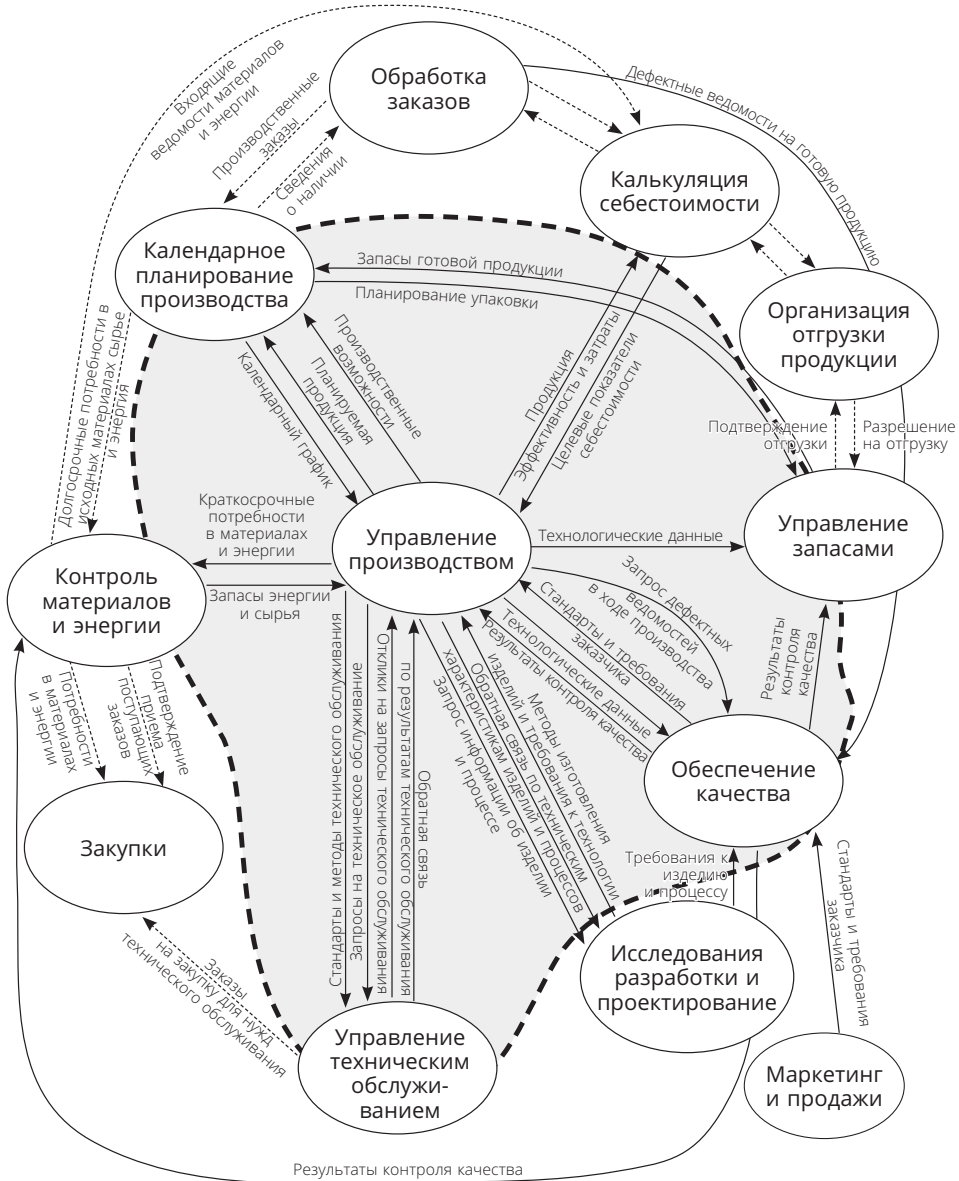 Входящие
ведомости материалов
и энергии
Производственные
заказы
Сведения
о наличии
Обработка
заказов
Дефектные ведомости на готовую продукцию
Калькуляция
себестоимости
Календарное
планирование
производства
Запасы готовой продукции
Планирование упаковки
Организация
отгрузки
продукции
Долгосрочные потребности в
исходных материалах сырье
и энергия
Календарный график
Планируемая
продукция
Производственные
возможности
Продукция
Эффективность и затраты
Целевые показатели
себестоимости
Подтверждение
отгрузки
Разрешение
на отгрузку
Краткосрочные
потребности
в материалах
и энергии
Управление
производством
Технологические данные
Управление
запасами
Контроль
материалов
и энергии
Запасы энергии
и сырья
Запрос дефектных
ведомостей
в ходе производства
Стандарты и требования
заказчика
Технологические данные
Результаты контроля качества
Результаты
контроля
качества
Потребности
в материалах
и энергии
Подтверждение
приема
поступающих
заказов
Стандарты и методы технического обслуживания
Запросы на техническое обслуживание
Отклики на запросы технического обслуживания
Обратная связь
по результатам технического обслуживания
Методы изготовления
изделий и требования к технологии
Обратная связь по техническим
характеристикам изделий и процессов
Запрос информации об изделии
и процессе
Обеспечение
качества
Закупки
Требования к
изделию
и процессу
Стандарты и требования
заказчика
Заказы
на закупку для нужд
технического обслуживания
Исследования
разработки и
проектирование
Управление
техническим
обслужи-
ванием
Маркетинг
и продажи
Результаты контроля качества